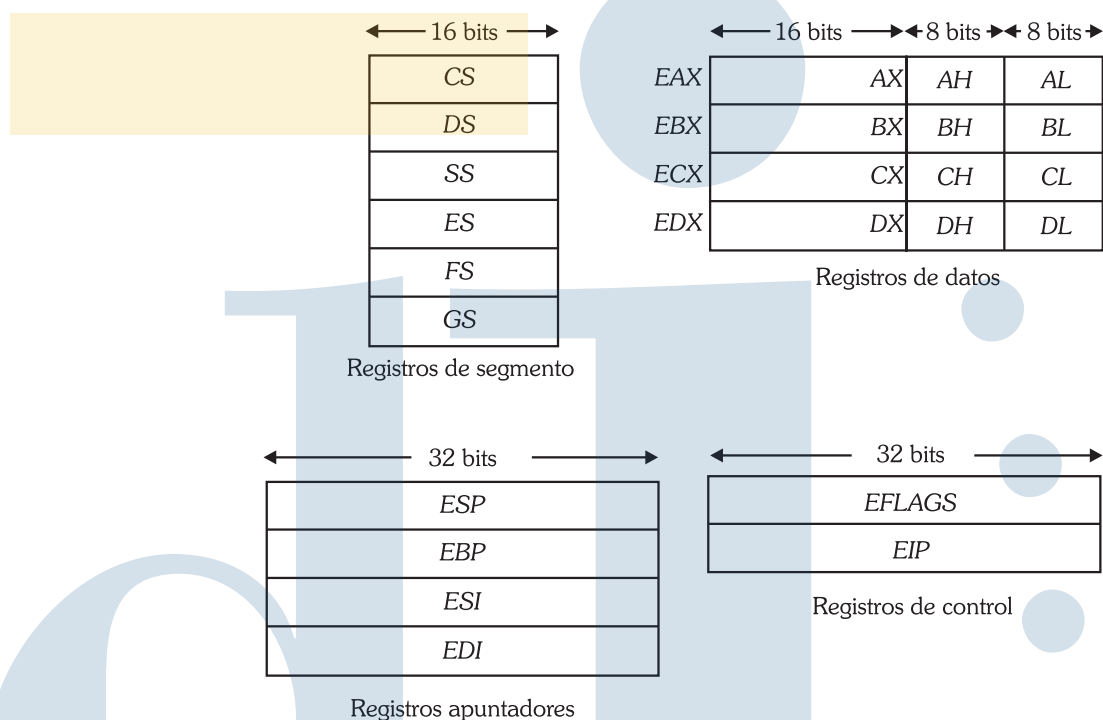 16 bits
CS
DS
SS
ES
FS
GS
Registros de segmento
16 bits 8 bits 8 bits
EAX AX AH AL
EBX BX BH BL
ECX CX CH CL
EDX DX DH DL
Registros de datos
32 bits
ESP
EBP
ESI
EDI
Registros apuntadores
32 bits
EFLAGS
EIP
Registros de control